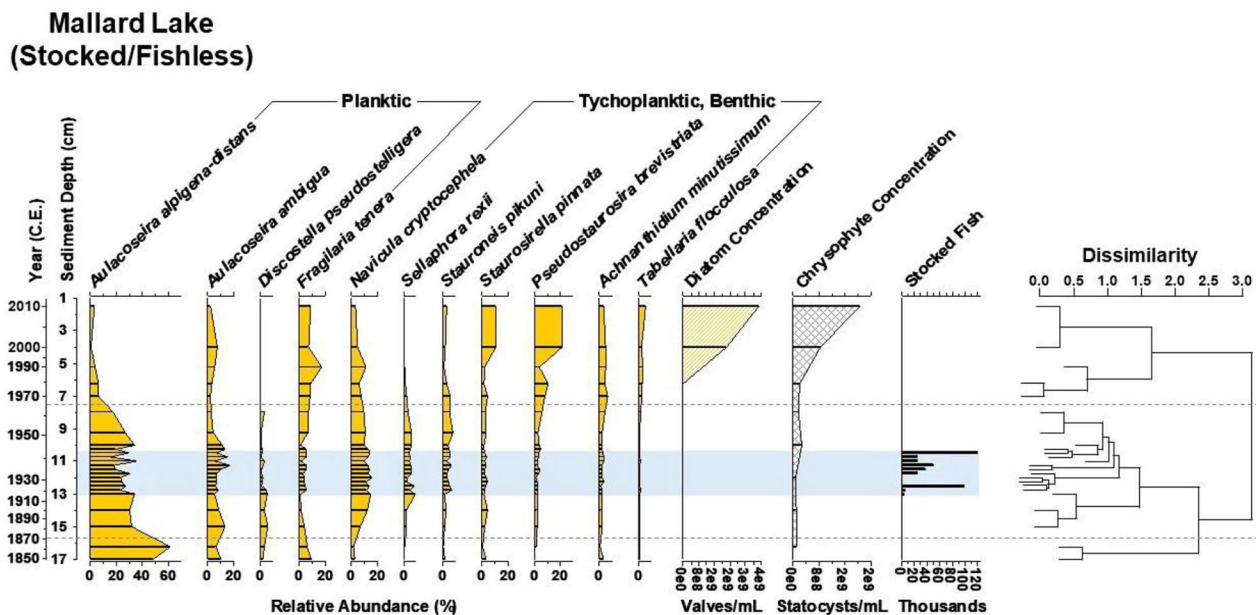 Mallard Lake
(Stocked/Fishless)
Planktic
Tychoplanktic, Benthic
Year (C.E.)
Sediment Depth (cm)
Aulacoseira alpigena-distans
Aulacoseira ambigua
Discostella pseudostelligera
Fragilaria tenera
Navicula cryptocephela
Sellaphora rexii
Stauroneis pikuni
Staurosirella pinnata
Pseudostaurosira brevistriata
Achnanthidium minutissimum
Tabellaria flocculosa
Diatom Concentration
Chrysophyte Concentration
Stocked Fish
Dissimilarity
0.0 0.5 1.0 1.5 2.0 2.5 3.0
1
2010
3
2000
1990 5
1970 7
9
1950
11
1930
13
1910
1890
15
1870
1850 17
0 20 40 60 0 20 0 0 20 0 20 0 0 0 20 0 20 0 0 0e0 8e8 2e9 2e9 3e9 4e9 0e0 8e8 2e9 2e9 0 20 40 60 80 100 120
Relative Abundance (%) Valves/mL Statocysts/mL Thousands